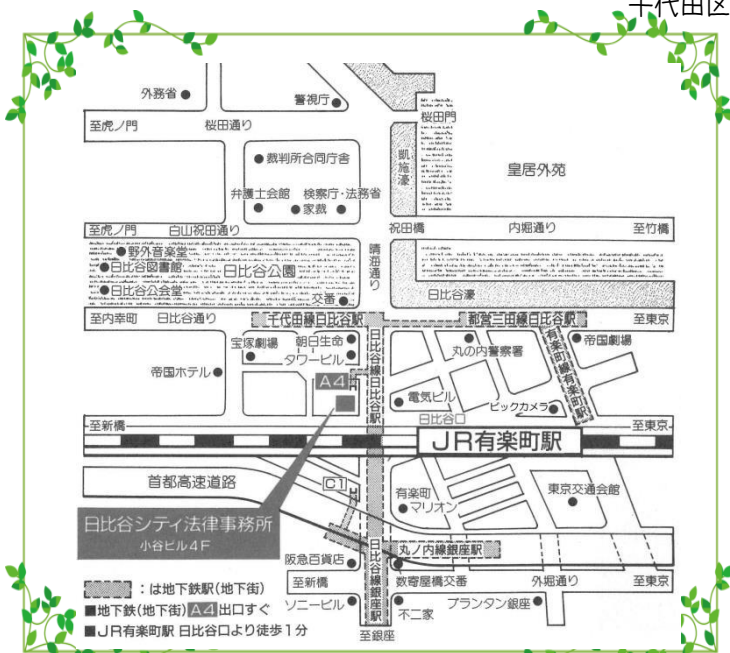 千代田区
外務省
警視庁
桜田門
至虎ノ門
桜田通り
裁判所合同庁舎
凱施濠
皇居外苑
弁護士会館
検察庁・法務省
家裁
至虎ノ門
白山祝田通り
祝田橋
内堀通り
至竹橋
野外音楽堂
日比谷図書館
日比谷公園
晴海通り
日比谷公会堂
交番
日比谷濠
至内幸町
日比谷通り
千代田線日比谷駅
都営三田線日比谷駅
至東京
宝塚劇場
朝日生命
タワービル
日比谷線日比谷駅
丸の内警察署
有楽町線有楽町駅
帝国劇場
帝国ホテル
A4
電気ビル
日比谷口
ビックカメラ
至新橋
至東京
JR有楽町駅
首都高速道路
C1
有楽町
マリオン
東京交通会館
日比谷シティ法律事務所
小谷ビル4F
丸ノ内線銀座駅
阪急百貨店
日比谷線銀座駅
数寄屋橋交番
外堀通り
至東京
至新橋
ソニービル
不二家
プランタン銀座
至銀座
:は地下鉄駅(地下街)
■地下鉄(地下街)A4出口すぐ
■JR有楽町駅 日比谷口より徒歩1分